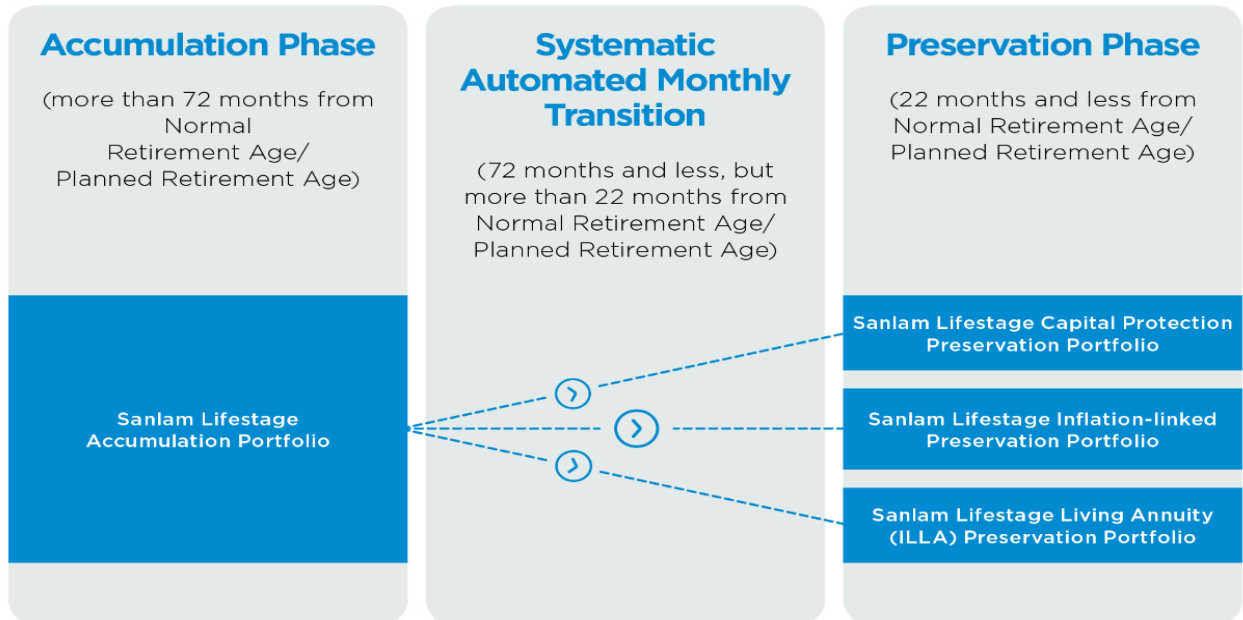 Accumulation Phase
(more than 72 months from
Normal
Retirement Age/
Planned Retirement Age)
Sanlam Lifestage
Accumulation Portfolio
Systematic
Automated Monthly
Transition
(72 months and less, but
more than 22 months from
Normal Retirement Age/
Planned Retirement Age)
Preservation Phase
(22 months and less from
Normal Retirement Age/
Planned Retirement Age)
Sanlam Lifestage Capital Protection
Preservation Portfolio
Sanlam Lifestage Inflation-linked
Preservation Portfolio
Sanlam Lifestage Living Annuity
(ILLA) Preservation Portfolio